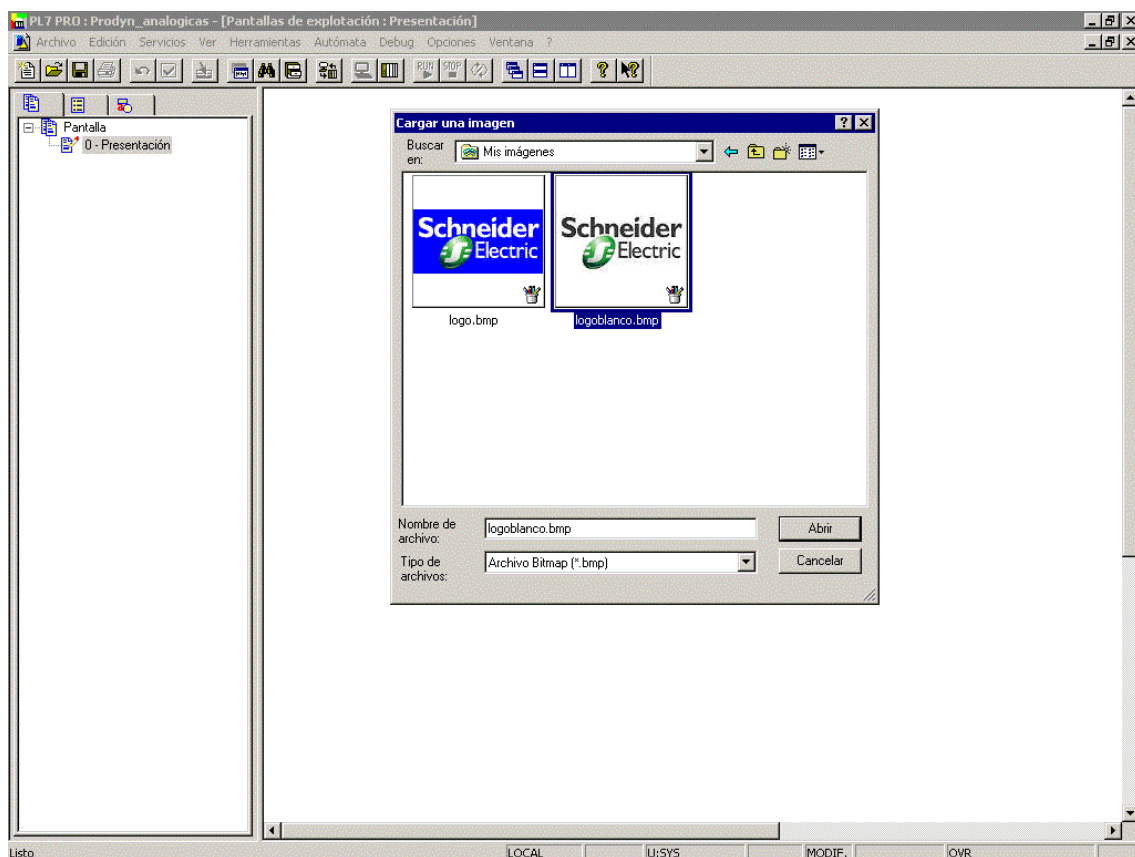 PL7 PRO : Prodyn_analogicas - [Pantallas de explotación : Presentación]
Archivo Edición Servicios Ver Herramientas Autómata Debug Opciones Ventana ?
RUN STOP
Pantalla
0 - Presentación
Cargar una imagen
Buscar en:
Mis imágenes
Schneider
Electric
Schneider
Electric
logo.bmp
logoblanco.bmp
Nombre de archivo:
logoblanco.bmp
Abrir
Tipo de archivos:
Archivo Bitmap (*.bmp)
Cancelar
Listo LOCAL U:SYS MODIF. OVR